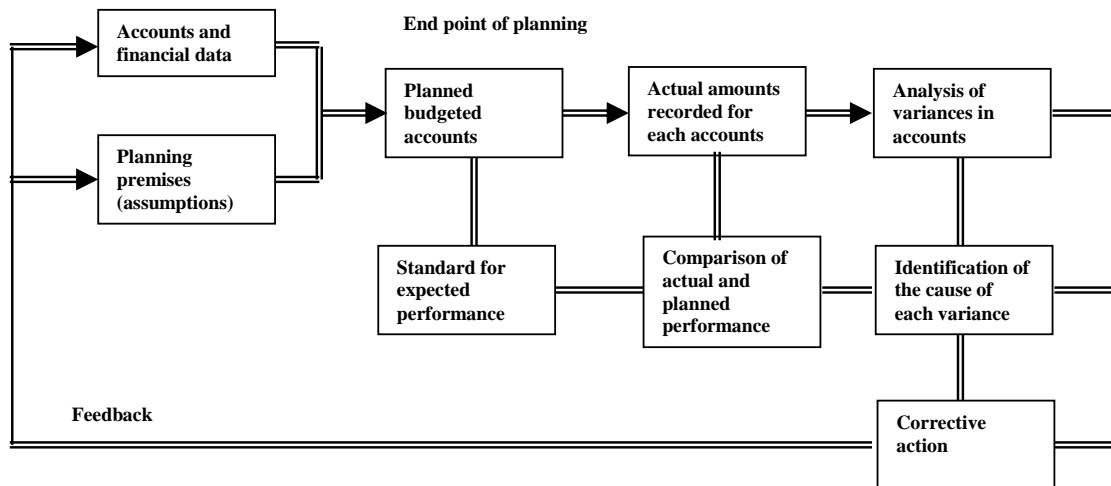 Accounts and
financial data
End point of planning
Planned
budgeted
accounts
Actual amounts
recorded for
each accounts
Analysis of
variances in
accounts
Planning
premises
(assumptions)
Standard for
expected
performance
Comparison of
actual and
planned
performance
Identification of
the cause of
each variance
Feedback
Corrective
action